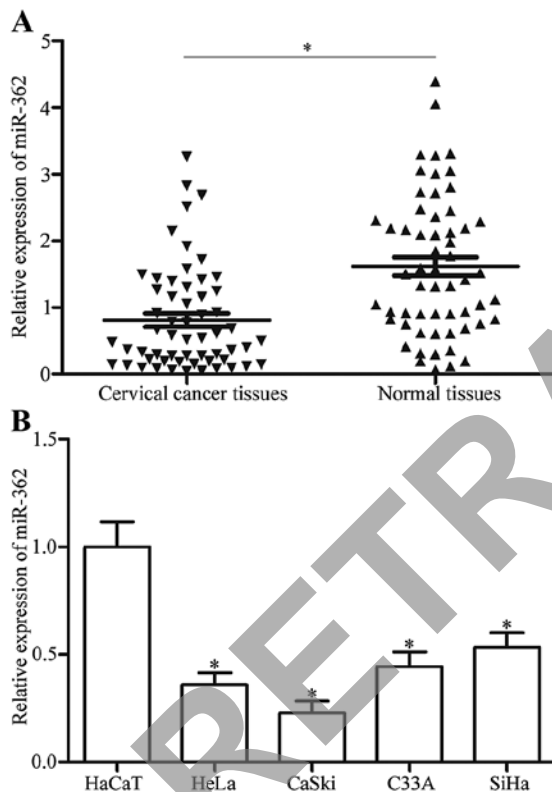 A
*
Relative expression of miR-362
5
4
3
2
1
0
Cervical cancer tissues Normal tissues
B
Relative expression of miR-362
1.5
1.0
0.5
0.0
* * * *
HaCaT HeLa CaSki C33A SiHa
RETRA